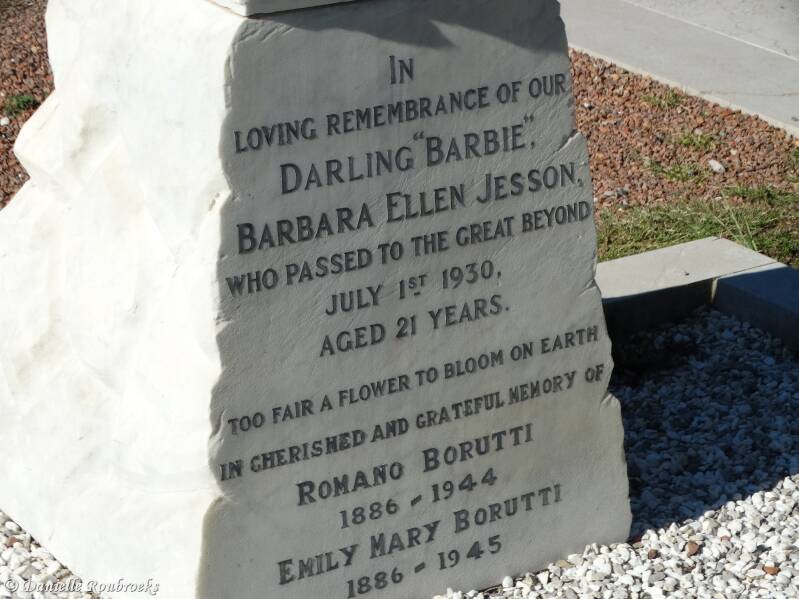 IN
LOVING REMEMBRANCE OF OUR
DARLING "BARBIE",
BARBARA ELLEN JESSON,
WHO PASSED TO THE GREAT BEYOND
JULY 1ST 1930,
AGED 21 YEARS.
TOO FAIR A FLOWER TO BLOOM ON EARTH
IN CHERISHED AND GRATEFUL MEMORY OF
ROMANO BORUTTI
1886 - 1944
EMILY MARY BORUTTI
1886 - 1945
© Danielle Roubroeks